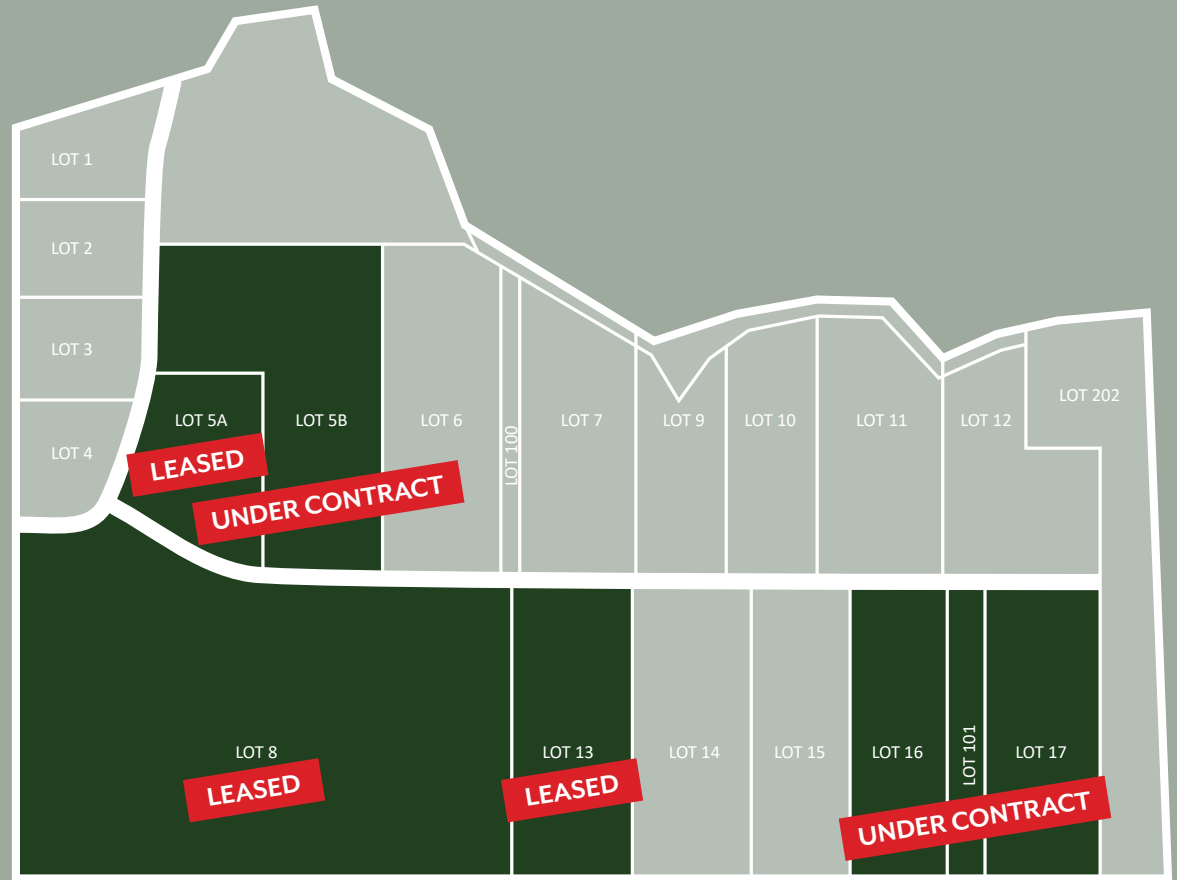 LOT 1
LOT 2
LOT 3
LOT 4
LOT 5A
LEASED
LOT 5B
UNDER CONTRACT
LOT 6
LOT 100
LOT 7
LOT 9
LOT 10
LOT 11
LOT 12
LOT 202
LOT 8
LEASED
LOT 13
LEASED
LOT 14
LOT 15
LOT 16
LOT 101
LOT 17
UNDER CONTRACT